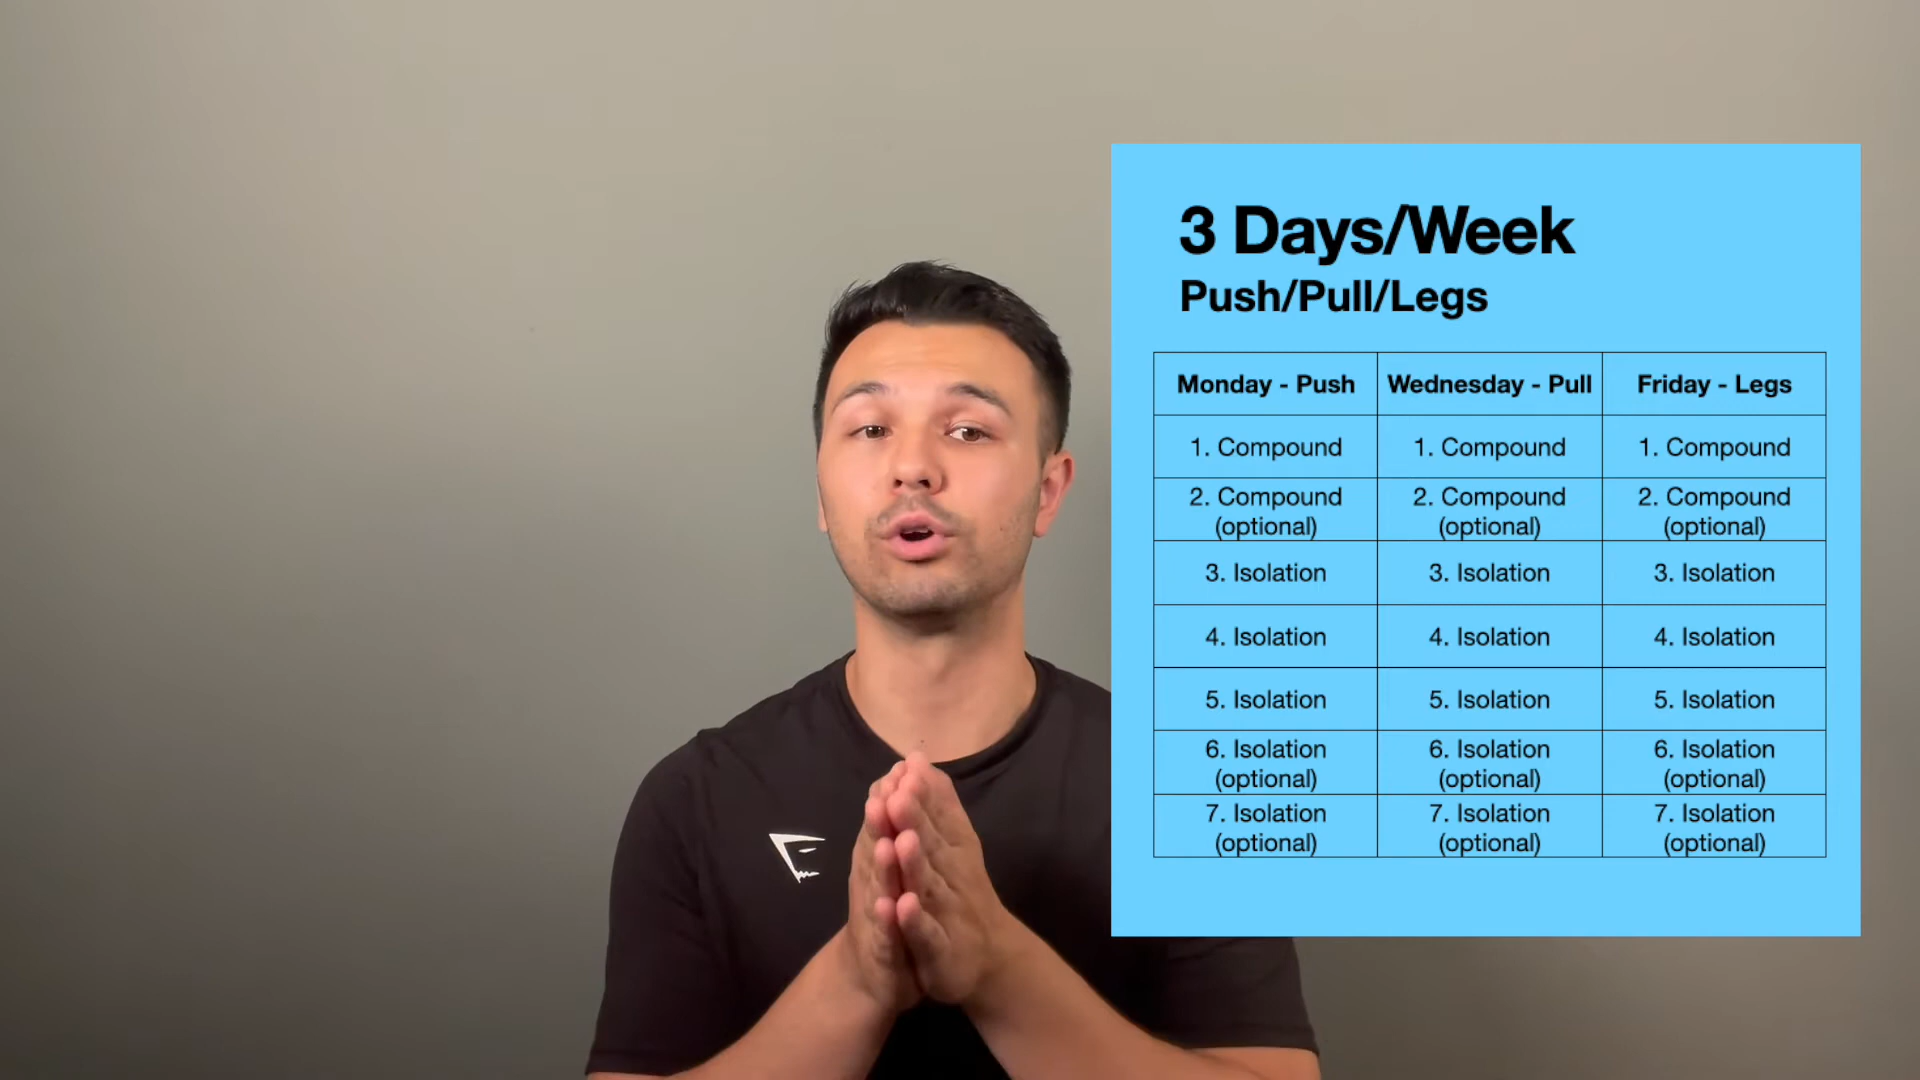 3 Days/Week
Push/Pull/Legs
Monday - Push
Wednesday - Pull
Friday - Legs
1. Compound
1. Compound
1. Compound
2. Compound
(optional)
2. Compound
(optional)
2. Compound
(optional)
3. Isolation
3. Isolation
3. Isolation
4. Isolation
4. Isolation
4. Isolation
5. Isolation
5. Isolation
5. Isolation
6. Isolation
(optional)
6. Isolation
(optional)
6. Isolation
(optional)
7. Isolation
(optional)
7. Isolation
(optional)
7. Isolation
(optional)